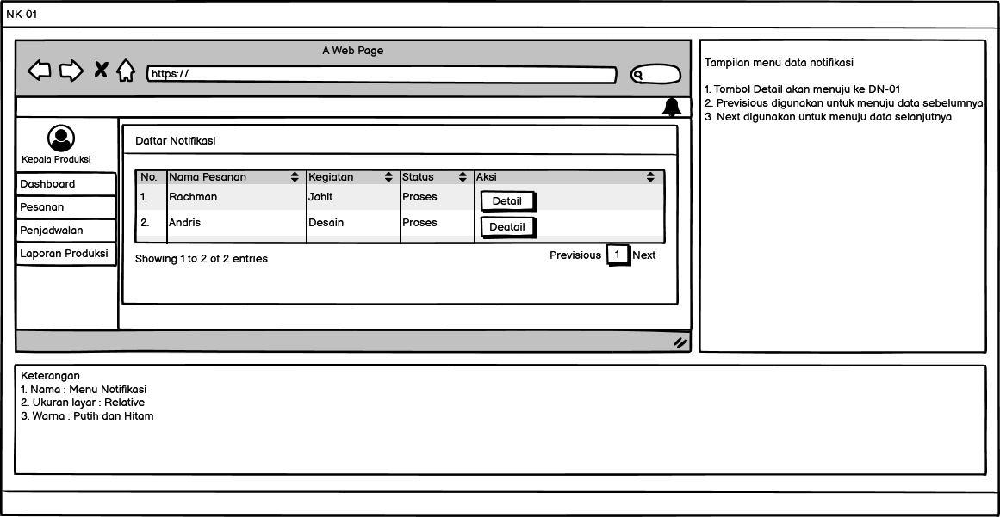 NK-01
A Web Page
https://
Kepala Produksi
Dashboard
Pesanan
Penjadwalan
Laporan Produksi
Daftar Notifikasi
No. Nama Pesanan Kegiatan Status Aksi
1. Rachman Jahit Proses Detail
2. Andris Desain Proses Deatail
Showing 1 to 2 of 2 entries
Previsious 1 Next
Tampilan menu data notifikasi
1. Tombol Detail akan menuju ke DN-01
2. Previsious digunakan untuk menuju data sebelumnya
3. Next digunakan untuk menuju data selanjutnya
Keterangan
1. Nama : Menu Notifikasi
2. Ukuran layar : Relative
3. Warna : Putih dan Hitam